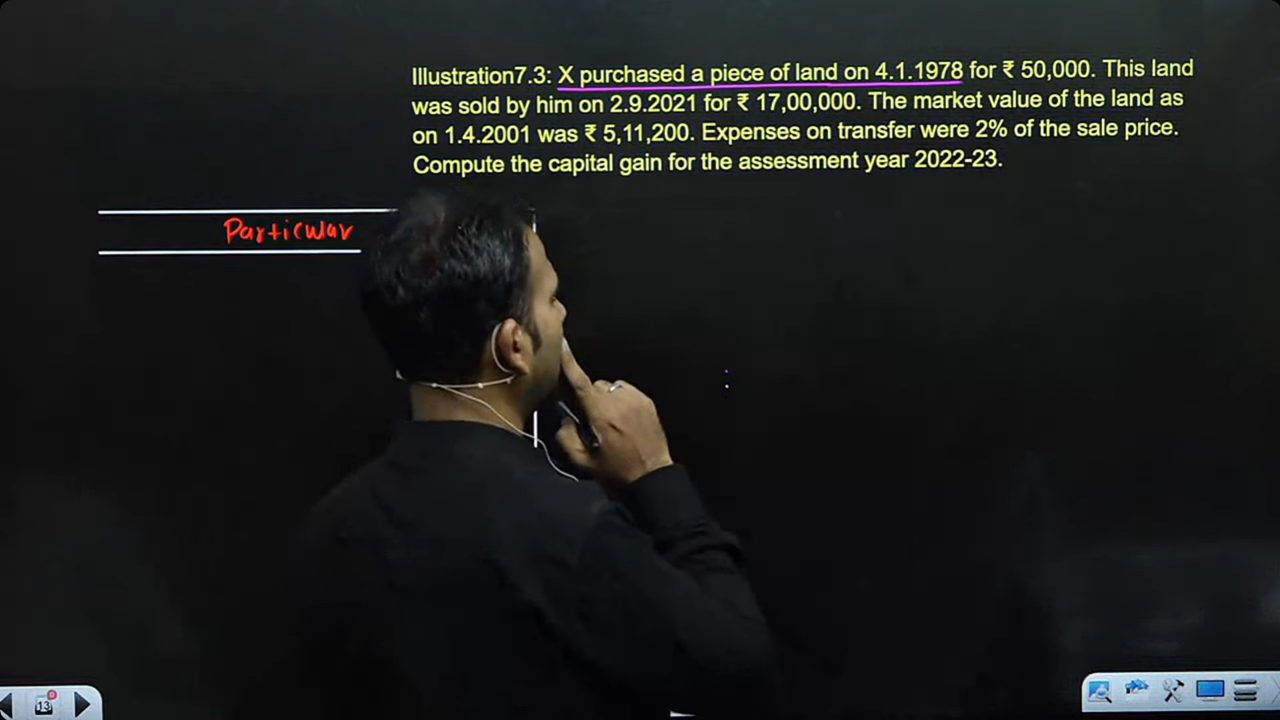 Illustration7.3: X purchased a piece of land on 4.1.1978 for ₹ 50,000. This land
was sold by him on 2.9.2021 for ₹ 17,00,000. The market value of the land as
on 1.4.2001 was ₹ 5,11,200. Expenses on transfer were 2% of the sale price.
Compute the capital gain for the assessment year 2022-23.
Particular
13
0